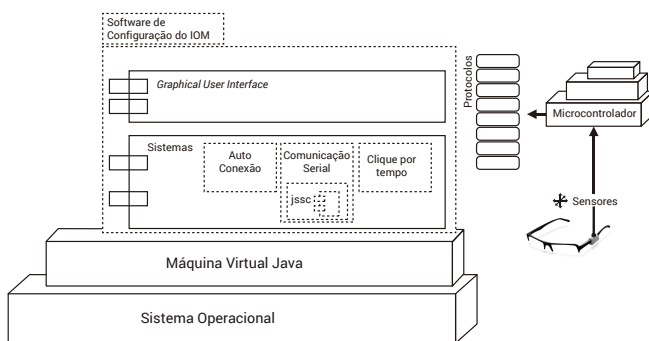 Software de
Configuração do IOM
Graphical User Interface
Sistemas
Auto
Conexão
Comunicação
Serial
jssc
Clique por
tempo
Máquina Virtual Java
Sistema Operacional
Protocolos
Microcontrolador
Sensores